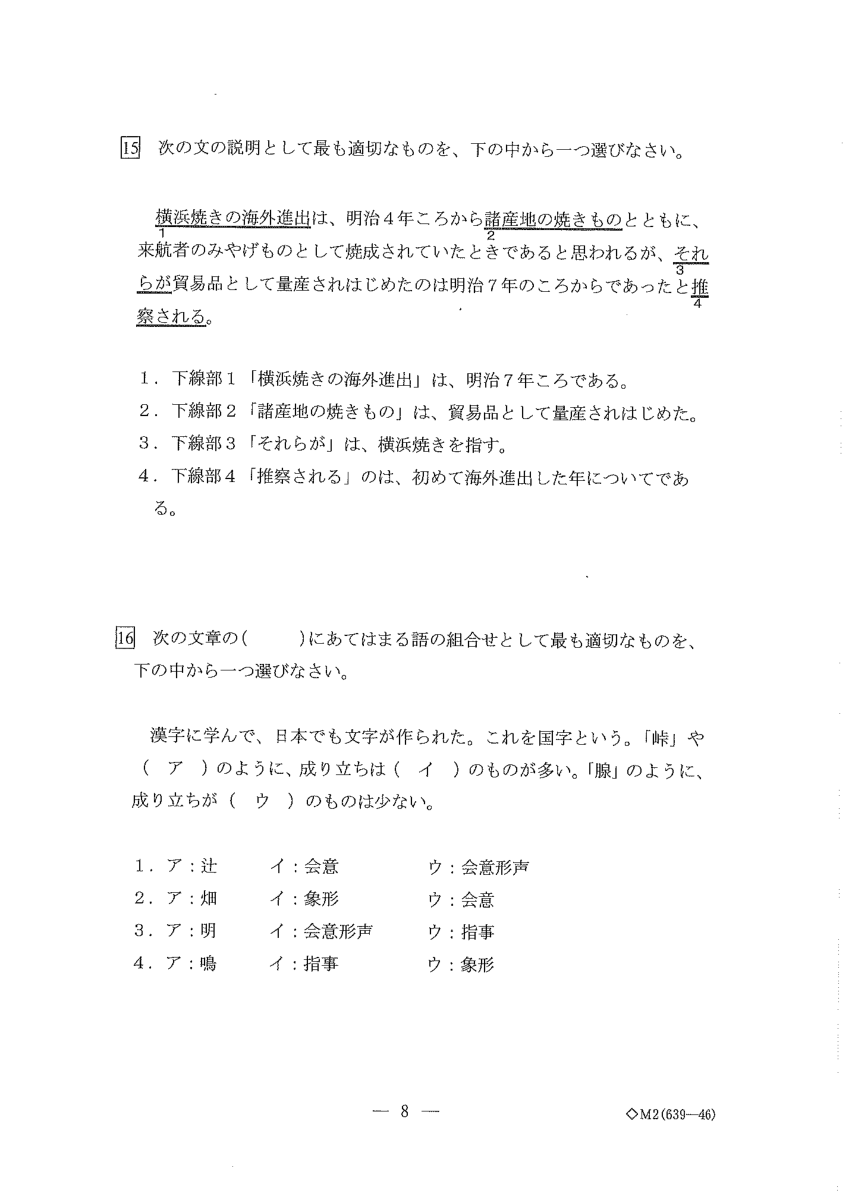 15 次の文の説明として最も適切なものを、下の中から一つ選びなさい。
横浜焼きの海外進出は、明治４年ころから諸産地の焼きものとともに、
1 2
来航者のみやげものとして焼成されていたときであると思われるが、それ
3
らが貿易品として量産されはじめたのは明治７年のころからであったと推
4
察される。
１．下線部１「横浜焼きの海外進出」は、明治７年ころである。
２．下線部２「諸産地の焼きもの」は、貿易品として量産されはじめた。
３．下線部３「それらが」は、横浜焼きを指す。
４．下線部４「推察される」のは、初めて海外進出した年についてであ
る。
16 次の文章の(　　)にあてはまる語の組合せとして最も適切なものを、
下の中から一つ選びなさい。
漢字に学んで、日本でも文字が作られた。これを国字という。「峠」や
(　ア　)のように、成り立ちは(　イ　)のものが多い。「腺」のように、
成り立ちが(　ウ　)のものは少ない。
１．ア：辻　イ：会意　ウ：会意形声
２．ア：畑　イ：象形　ウ：会意
３．ア：明　イ：会意形声　ウ：指事
４．ア：鳴　イ：指事　ウ：象形
― 8 ―
◇M2(639―46)